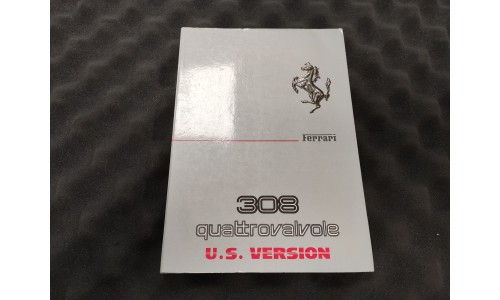 Ferrari
308
quattrovalvole
U.S. VERSION